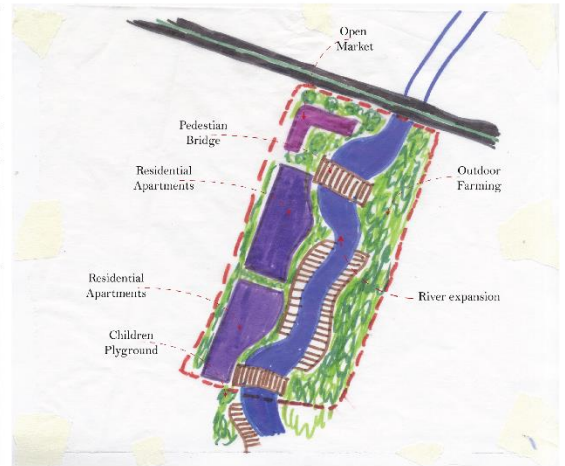 Open
Market
Pedestian
Bridge
Residential
Apartments
Outdoor
Farming
Residential
Apartments
River expansion
Children
Plyground